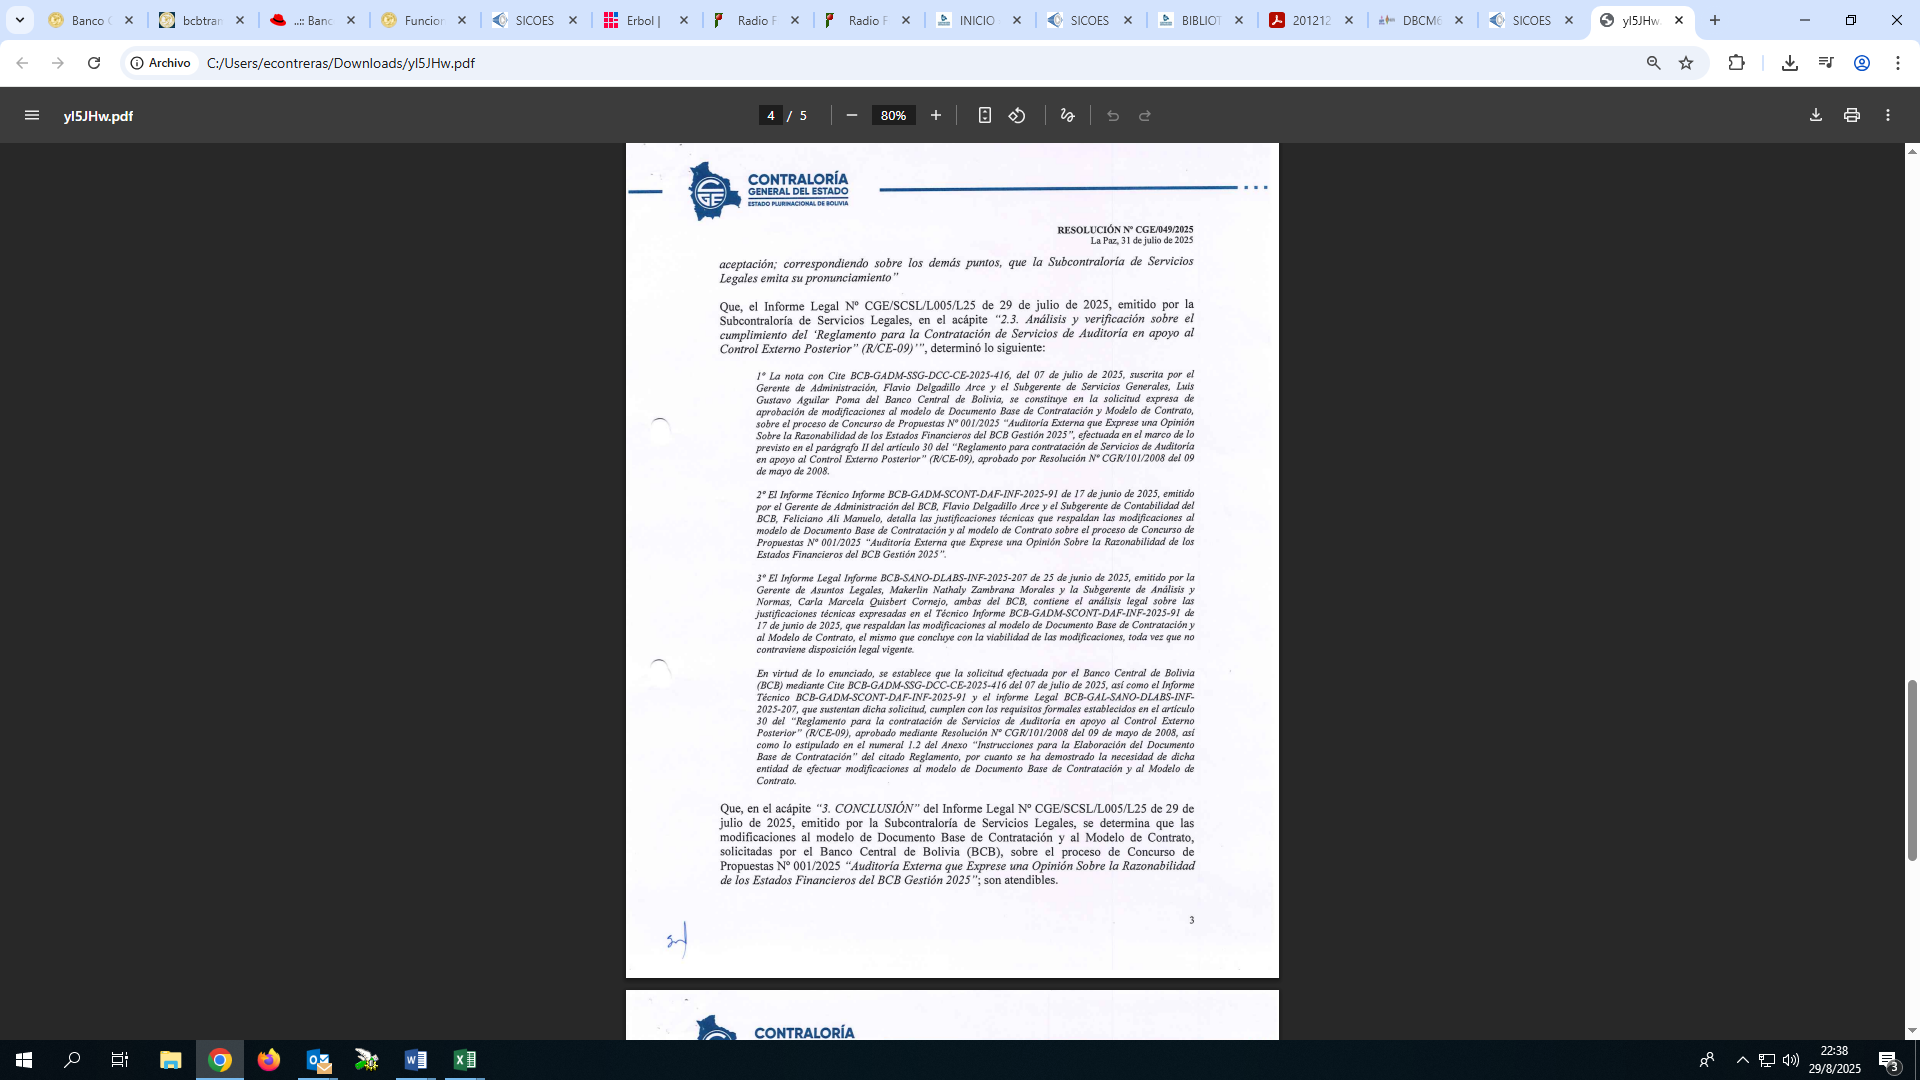 Banco C
bcbtran
..:: Banc
Funcion
SICOES
Erbol |
Radio F
Radio F
INICIO
SICOES
BIBLIOT
201212
DBCM6
SICOES
yI5JHw.
Archivo
C:/Users/econtreras/Downloads/yI5JHw.pdf
yI5JHw.pdf
4 / 5
80%
CONTRALORÍA
GENERAL DEL ESTADO
ESTADO PLURINACIONAL DE BOLIVIA
CGE
RESOLUCIÓN Nº CGE/049/2025
La Paz, 31 de julio de 2025
aceptación; correspondiendo sobre los demás puntos, que la Subcontraloría de Servicios
Legales emita su pronunciamiento”
Que, el Informe Legal Nº CGE/SCSL/L005/L25 de 29 de julio de 2025, emitido por la
Subcontraloría de Servicios Legales, en el acápite “2.3. Análisis y verificación sobre el
cumplimiento del ‘Reglamento para la Contratación de Servicios de Auditoría en apoyo al
Control Externo Posterior” (R/CE-09)’”, determinó lo siguiente:
1º La nota con Cite BCB-GADM-SSG-DCC-CE-2025-416, del 07 de julio de 2025, suscrita por el
Gerente de Administración, Flavio Delgadillo Arce y el Subgerente de Servicios Generales, Luis
Gustavo Aguilar Poma del Banco Central de Bolivia, se constituye en la solicitud expresa de
aprobación de modificaciones al modelo de Documento Base de Contratación y Modelo de Contrato,
sobre el proceso de Concurso de Propuestas Nº 001/2025 “Auditoría Externa que Exprese una Opinión
Sobre la Razonabilidad de los Estados Financieros del BCB Gestión 2025”, efectuada en el marco de lo
previsto en el parágrafo II del artículo 30 del “Reglamento para contratación de Servicios de Auditoría
en apoyo al Control Externo Posterior” (R/CE-09), aprobado por Resolución Nº CGR/101/2008 del 09
de mayo de 2008.
2º El Informe Técnico Informe BCB-GADM-SCONT-DAF-INF-2025-91 de 17 de junio de 2025, emitido
por el Gerente de Administración del BCB, Flavio Delgadillo Arce y el Subgerente de Contabilidad del
BCB, Feliciano Ali Manuelo, detalla las justificaciones técnicas que respaldan las modificaciones al
modelo de Documento Base de Contratación y al modelo de Contrato sobre el proceso de Concurso de
Propuestas Nº 001/2025 “Auditoría Externa que Exprese una Opinión Sobre la Razonabilidad de los
Estados Financieros del BCB Gestión 2025”.
3º El Informe Legal Informe BCB-SANO-DLABS-INF-2025-207 de 25 de junio de 2025, emitido por la
Gerente de Asuntos Legales, Makerlin Nathaly Zambrana Morales y la Subgerente de Análisis y
Normas, Carla Marcela Quisbert Cornejo, ambas del BCB, contiene el análisis legal sobre las
justificaciones técnicas expresadas en el Técnico Informe BCB-GADM-SCONT-DAF-INF-2025-91 de
17 de junio de 2025, que respaldan las modificaciones al modelo de Documento Base de Contratación y
al Modelo de Contrato, el mismo que concluye con la viabilidad de las modificaciones, toda vez que no
contraviene disposición legal vigente.
En virtud de lo enunciado, se establece que la solicitud efectuada por el Banco Central de Bolivia
(BCB) mediante Cite BCB-GADM-SSG-DCC-CE-2025-416 del 07 de julio de 2025, así como el Informe
Técnico BCB-GADM-SCONT-DAF-INF-2025-91 y el informe Legal BCB-GAL-SANO-DLABS-INF-
2025-207, que sustentan dicha solicitud, cumplen con los requisitos formales establecidos en el artículo
30 del “Reglamento para la contratación de Servicios de Auditoría en apoyo al Control Externo
Posterior” (R/CE-09), aprobado mediante Resolución Nº CGR/101/2008 del 09 de mayo de 2008, así
como lo estipulado en el numeral 1.2 del Anexo “Instrucciones para la Elaboración del Documento
Base de Contratación” del citado Reglamento, por cuanto se ha demostrado la necesidad de dicha
entidad de efectuar modificaciones al modelo de Documento Base de Contratación y al Modelo de
Contrato.
Que, en el acápite “3. CONCLUSIÓN” del Informe Legal Nº CGE/SCSL/L005/L25 de 29 de
julio de 2025, emitido por la Subcontraloría de Servicios Legales, se determina que las
modificaciones al modelo de Documento Base de Contratación y al Modelo de Contrato,
solicitadas por el Banco Central de Bolivia (BCB), sobre el proceso de Concurso de
Propuestas Nº 001/2025 “Auditoría Externa que Exprese una Opinión Sobre la Razonabilidad
de los Estados Financieros del BCB Gestión 2025”; son atendibles.
3
CONTRALORÍA
22:38
29/8/2025
3